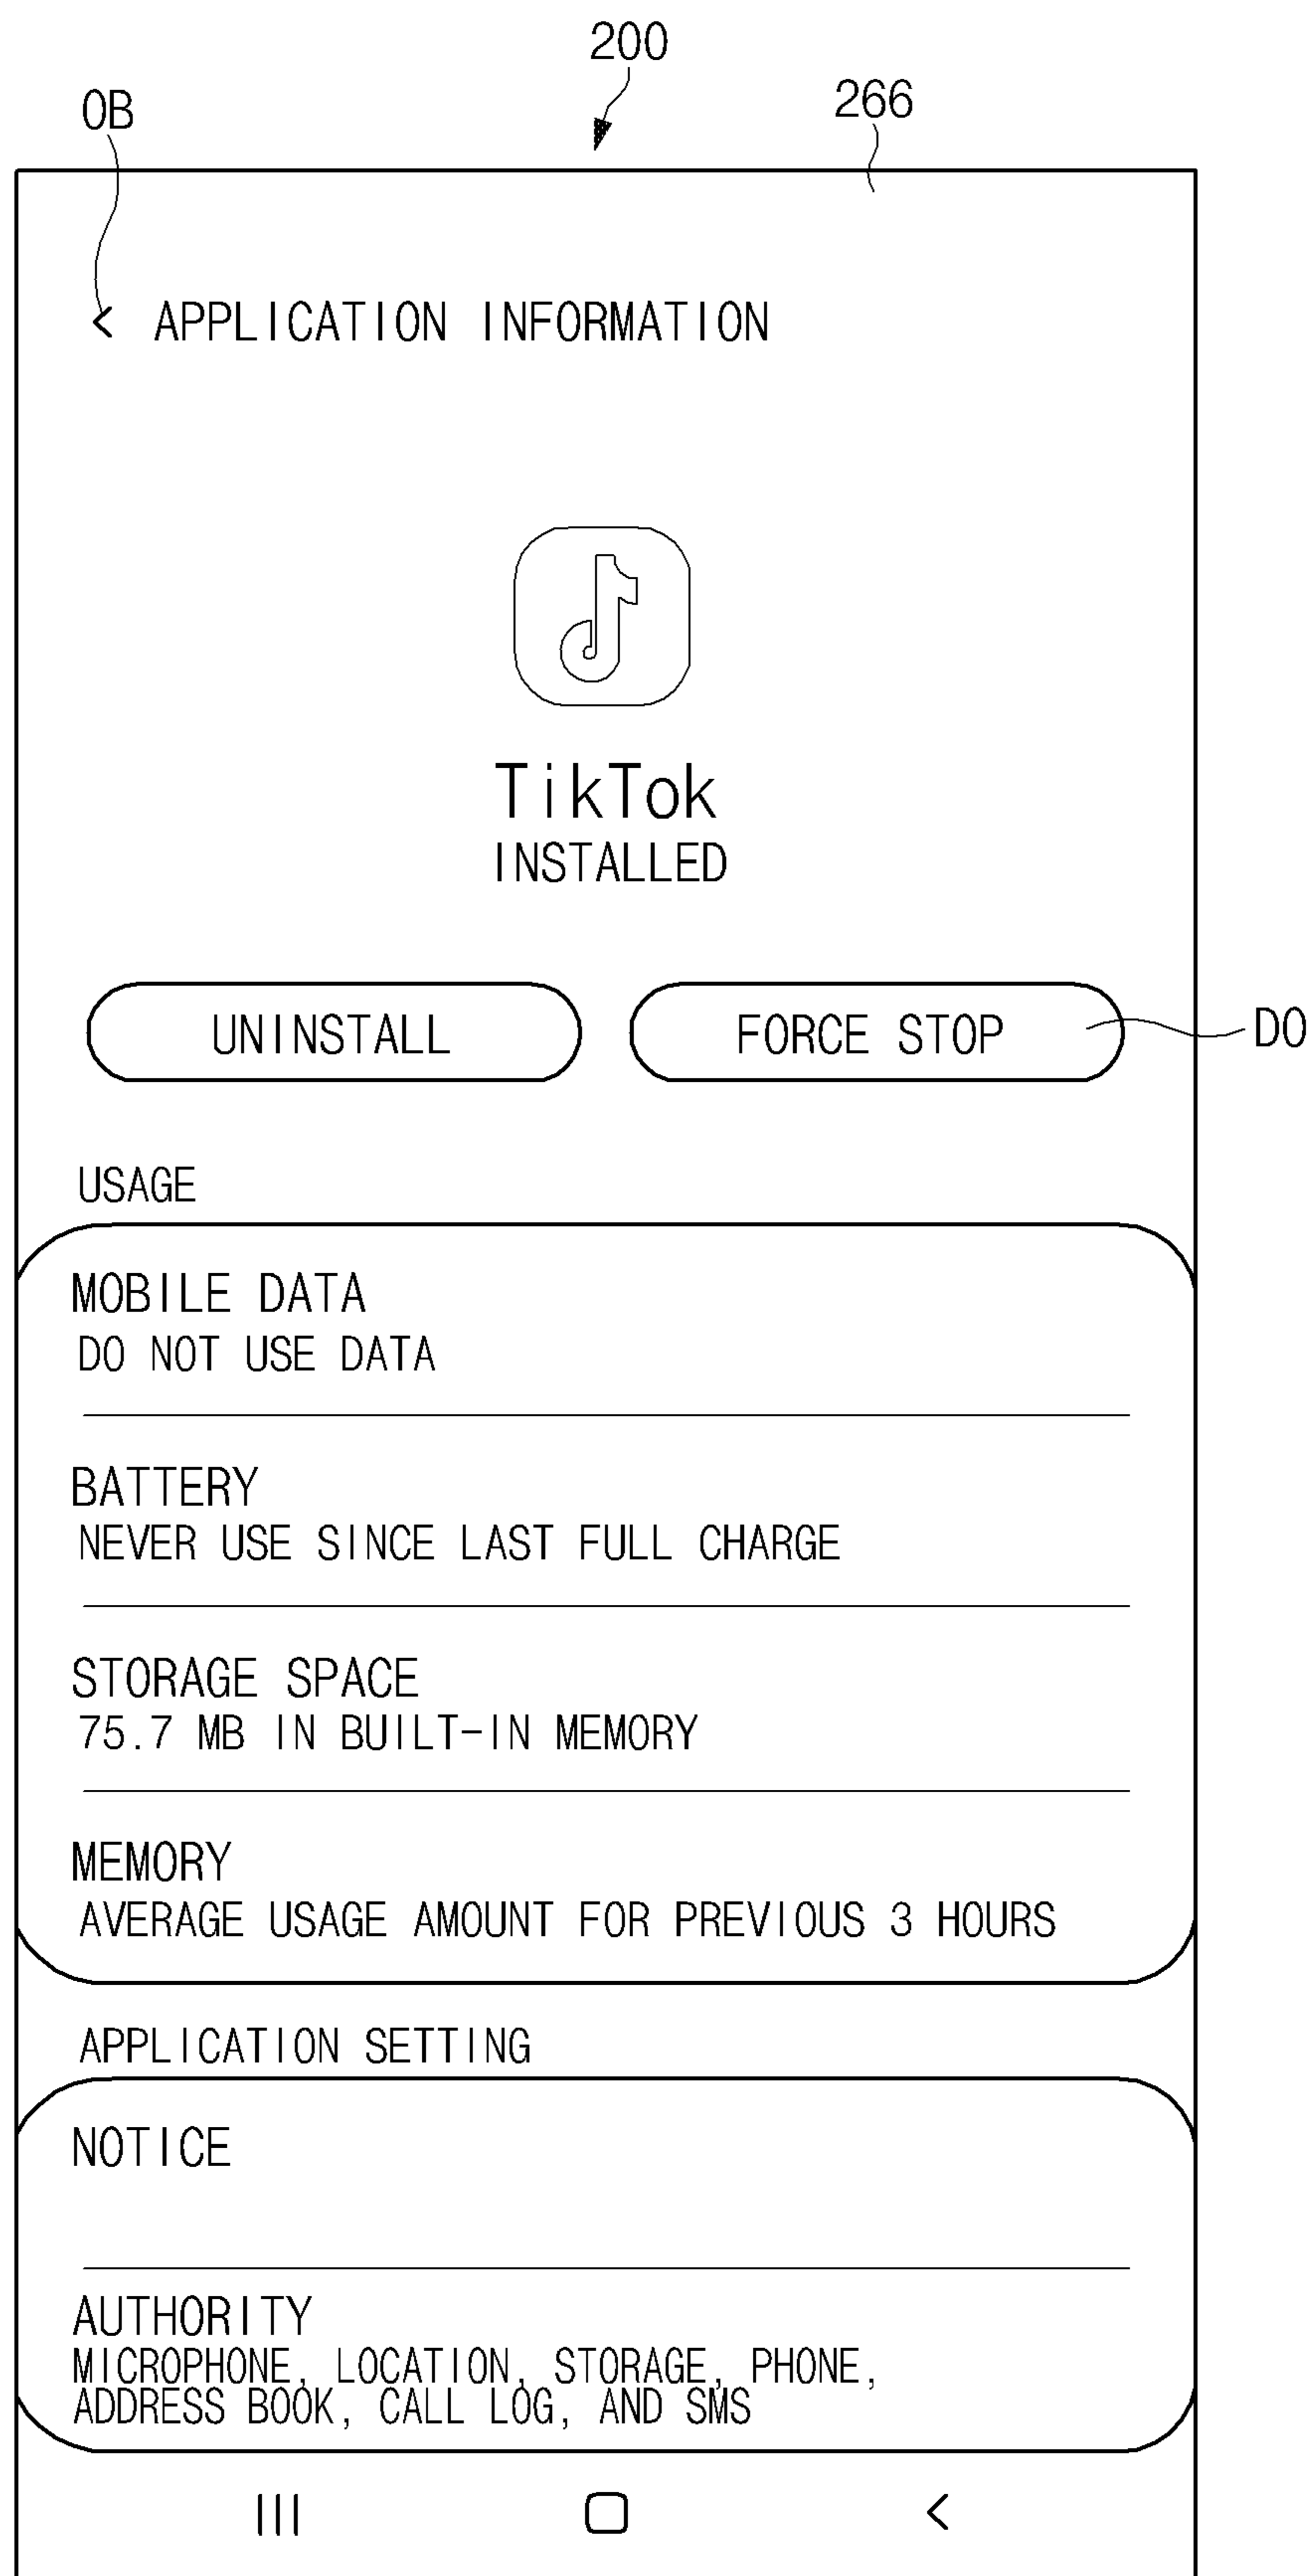 200
OB
266
< APPLICATION INFORMATION
TikTok
INSTALLED
UNINSTALL
FORCE STOP
DO
USAGE
MOBILE DATA
DO NOT USE DATA
BATTERY
NEVER USE SINCE LAST FULL CHARGE
STORAGE SPACE
75.7 MB IN BUILT-IN MEMORY
MEMORY
AVERAGE USAGE AMOUNT FOR PREVIOUS 3 HOURS
APPLICATION SETTING
NOTICE
AUTHORITY
MICROPHONE, LOCATION, STORAGE, PHONE,
ADDRESS BOOK, CALL LOG, AND SMS